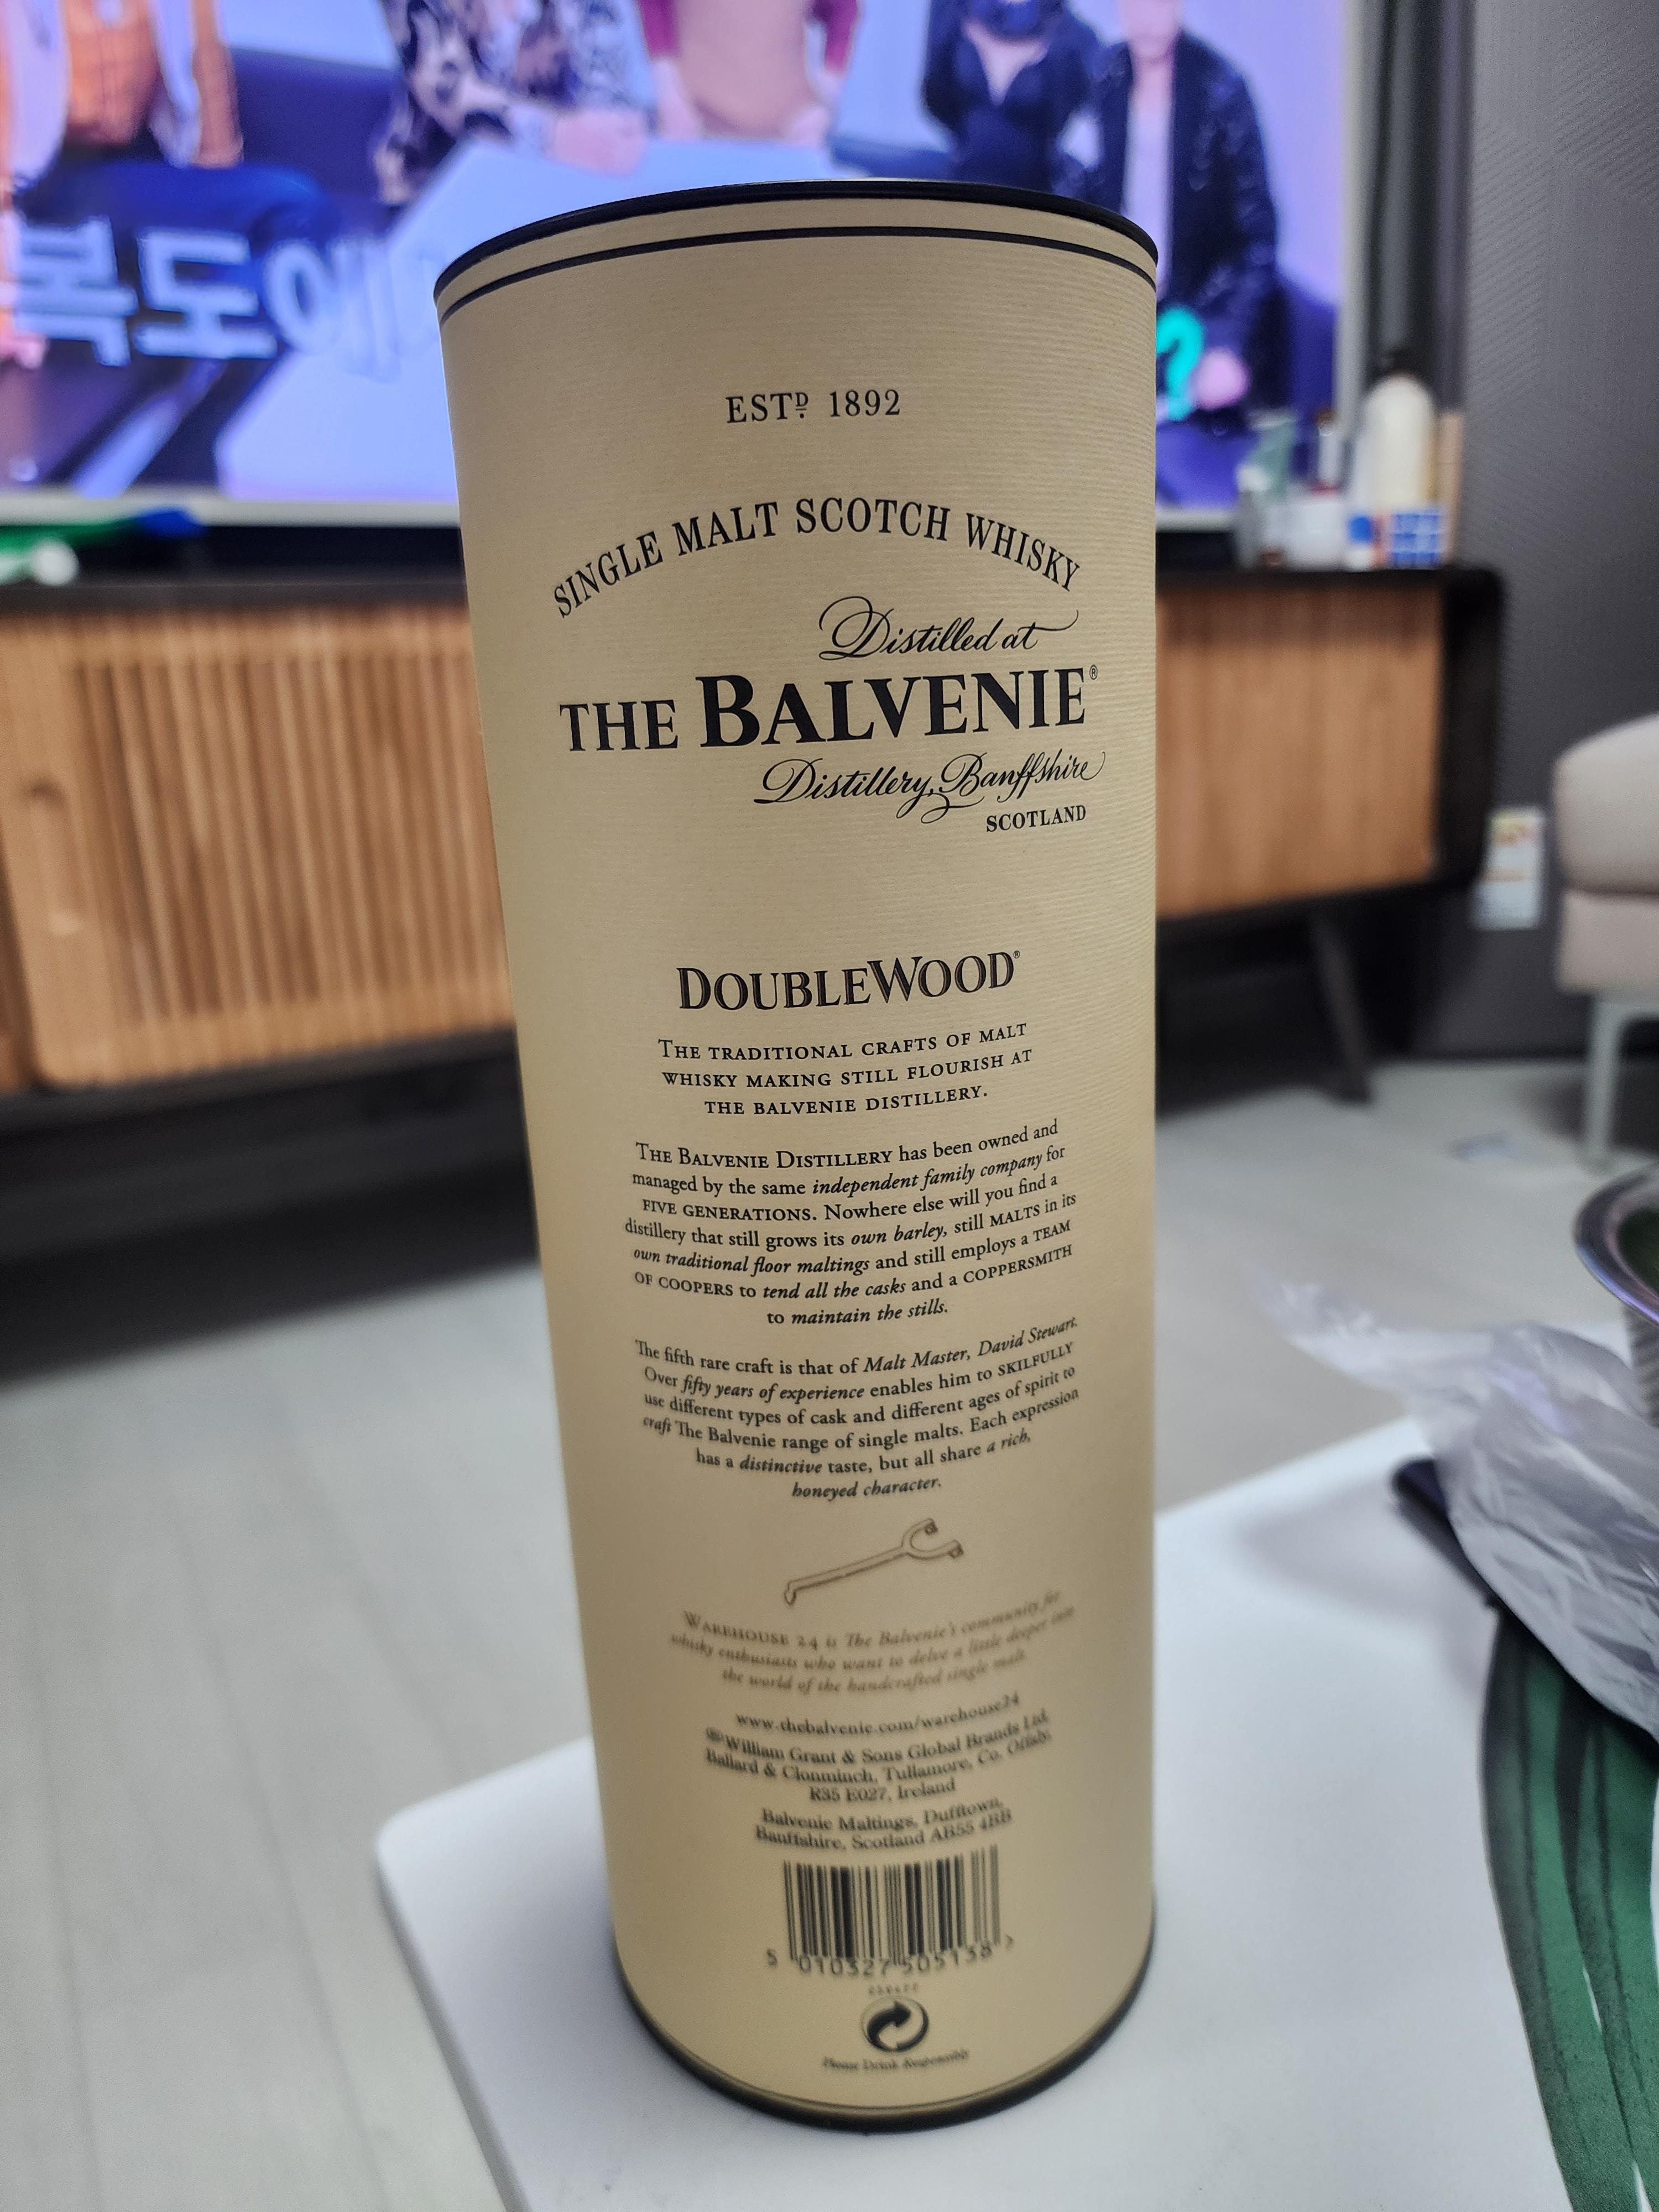 복도에
ESTD 1892
SINGLE MALT SCOTCH WHISKY
Distilled at
THE BALVENIE®
Distillery, Banffshire
SCOTLAND
DOUBLEWOOD®
THE TRADITIONAL CRAFTS OF MALT
WHISKY MAKING STILL FLOURISH AT
THE BALVENIE DISTILLERY.
THE BALVENIE DISTILLERY has been owned and
managed by the same independent family company for
FIVE GENERATIONS. Nowhere else will you find a
distillery that still grows its own barley, still MALTS in its
own traditional floor maltings and still employs a TEAM
OF COOPERS to tend all the casks and a COPPERSMITH
to maintain the stills.
The fifth rare craft is that of Malt Master, David Stewart.
Over fifty years of experience enables him to SKILFULLY
use different types of cask and different ages of spirit to
craft The Balvenie range of single malts. Each expression
has a distinctive taste, but all share a rich,
honeyed character.
WAREHOUSE 24 is The Balvenie's community for
whisky enthusiasts who want to delve a little deeper into
the world of the handcrafted single malt
www.thebalvenie.com/warehouse24
William Grant & Sons Global Brands Ltd,
Ballard & Clonminch, Tullamore, Co. Offaly,
R35 E027, Ireland
Balvenie Maltings, Dufftown,
Banffshire, Scotland AB55 4BB
5 010327 505138 >
Please Drink Responsibly